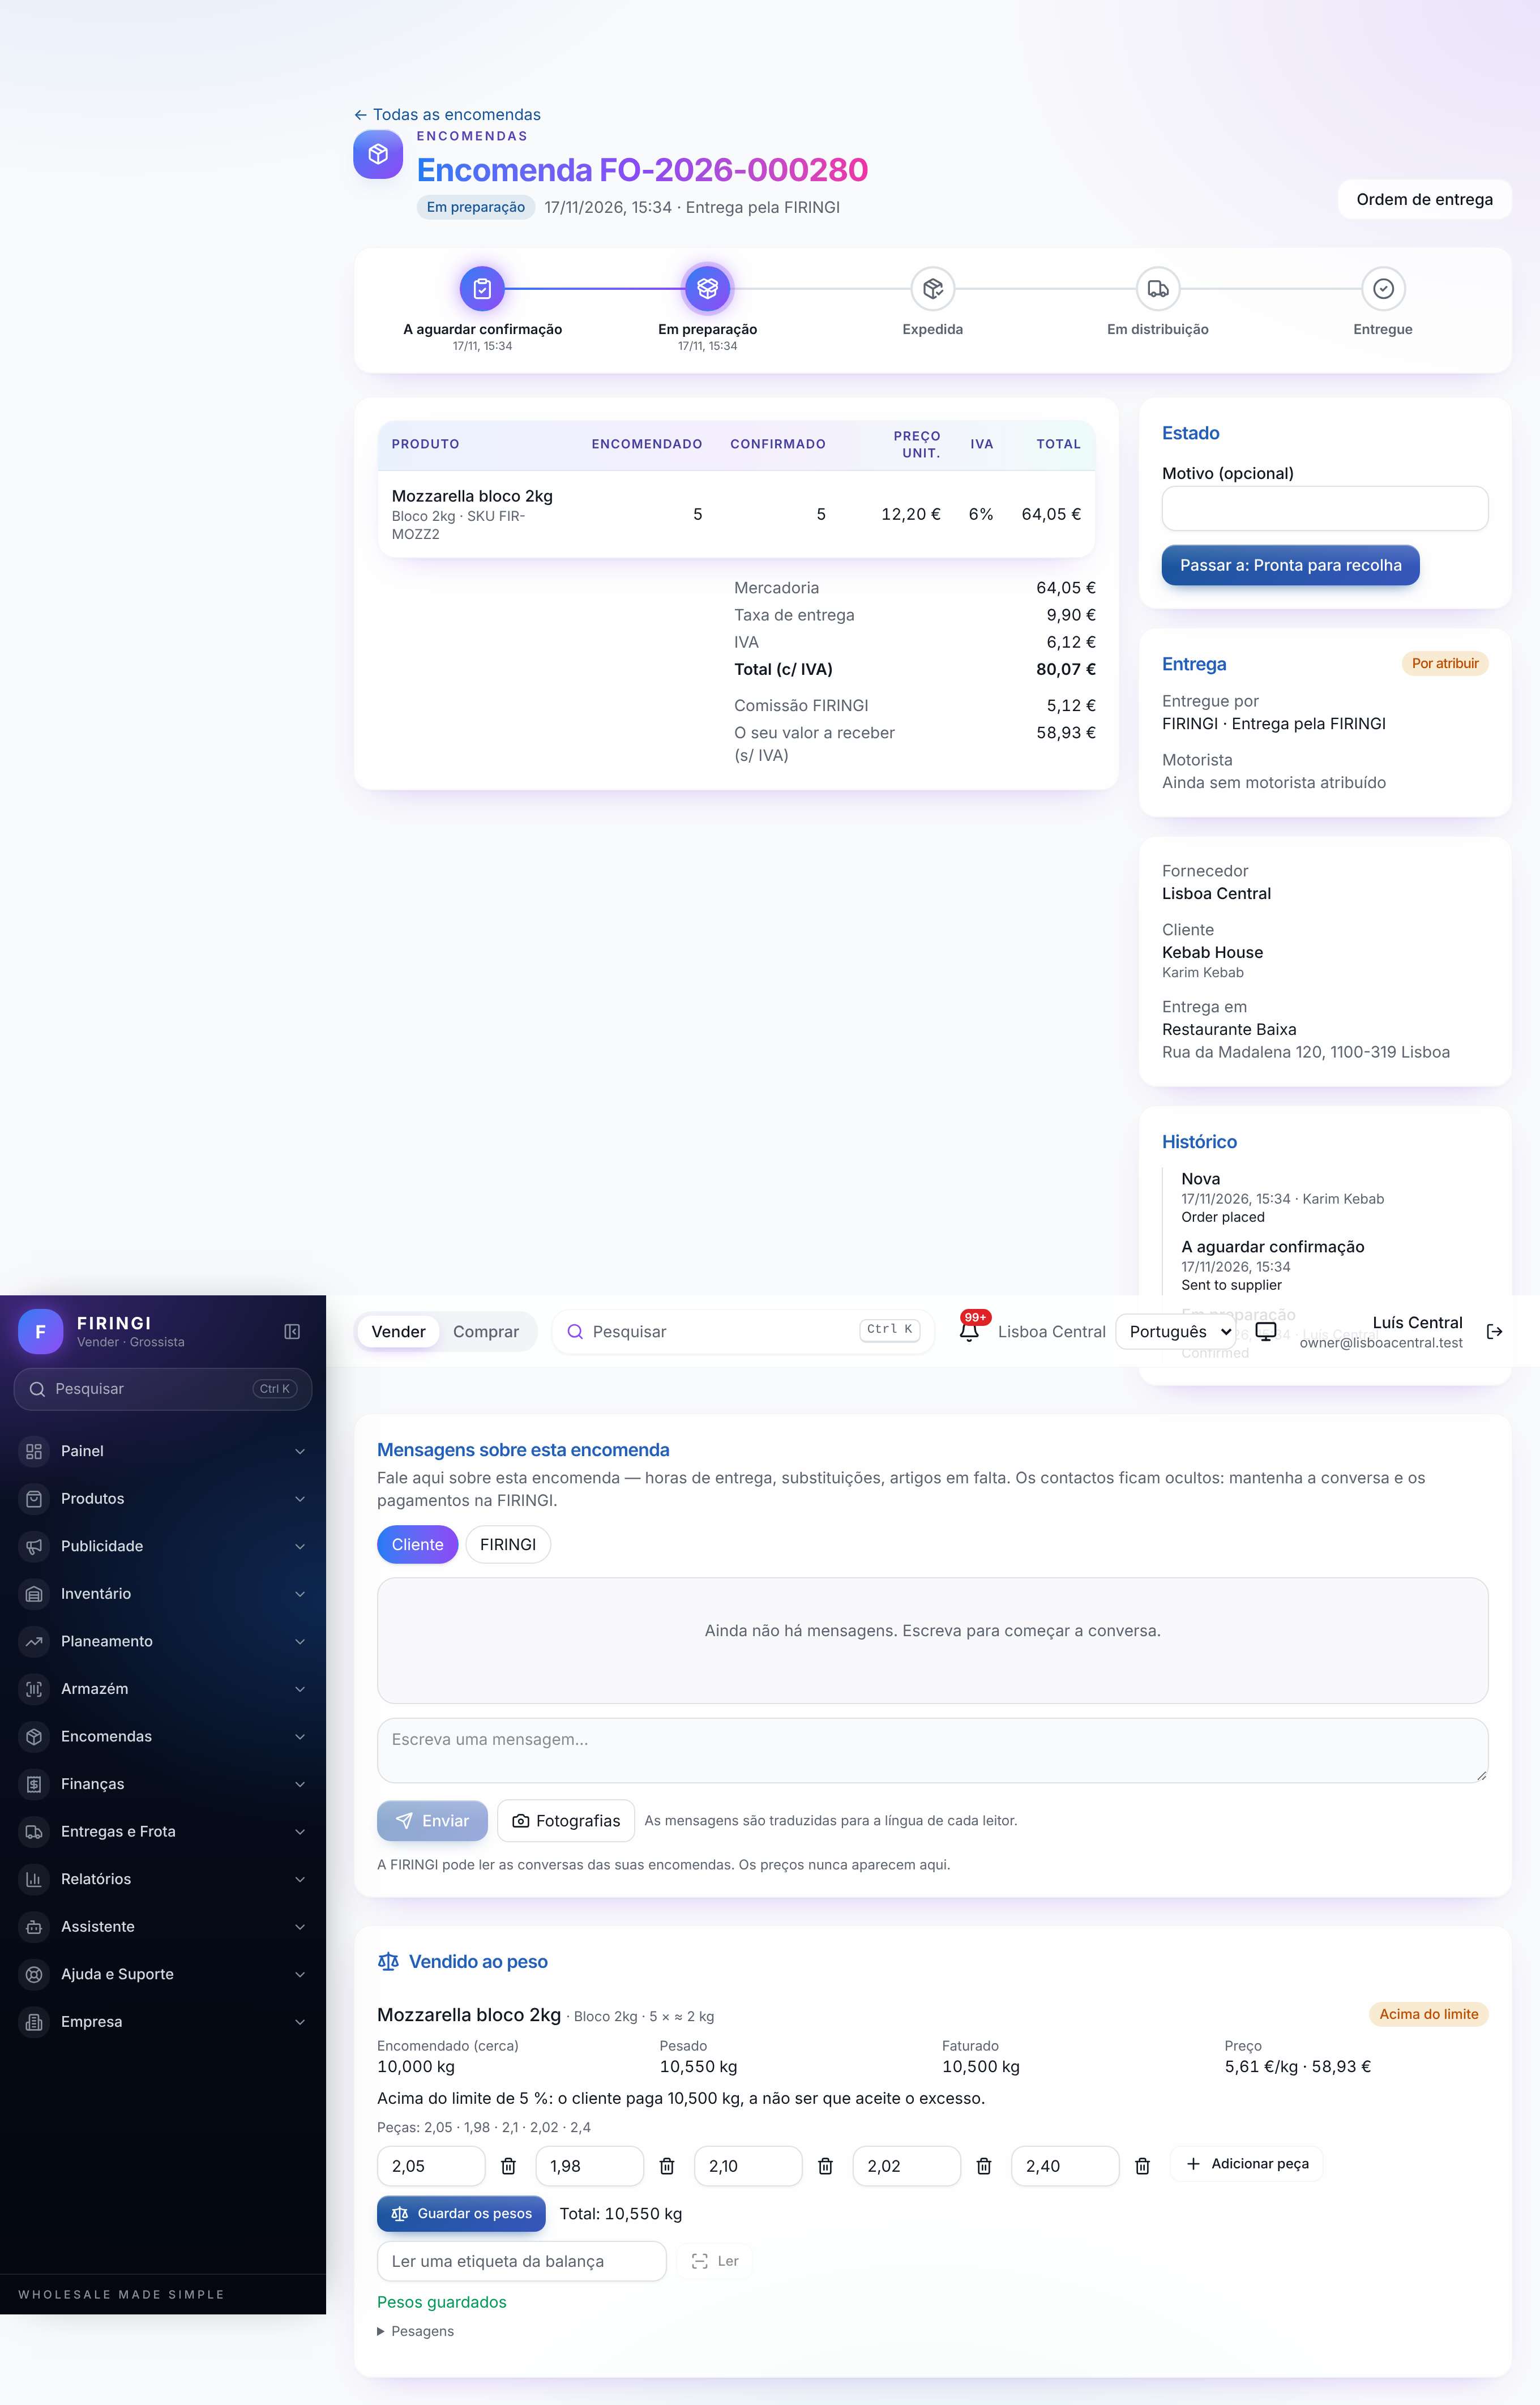 ← Todas as encomendas
ENCOMENDAS
Encomenda FO-2026-000280
Em preparação 17/11/2026, 15:34 · Entrega pela FIRINGI
Ordem de entrega
A aguardar confirmação
17/11, 15:34
Em preparação
17/11, 15:34
Expedida
Em distribuição
Entregue
PRODUTO ENCOMENDADO CONFIRMADO PREÇO UNIT. IVA TOTAL
Mozzarella bloco 2kg 5 5 12,20 € 6% 64,05 €
Bloco 2kg · SKU FIR-
MOZZ2
Mercadoria 64,05 €
Taxa de entrega 9,90 €
IVA 6,12 €
Total (c/ IVA) 80,07 €
Comissão FIRINGI 5,12 €
O seu valor a receber 58,93 €
(s/ IVA)
Estado
Motivo (opcional)
Passar a: Pronta para recolha
Entrega Por atribuir
Entregue por
FIRINGI · Entrega pela FIRINGI
Motorista
Ainda sem motorista atribuído
Fornecedor
Lisboa Central
Cliente
Kebab House
Karim Kebab
Entrega em
Restaurante Baixa
Rua da Madalena 120, 1100-319 Lisboa
Histórico
Nova
17/11/2026, 15:34 · Karim Kebab
Order placed
A aguardar confirmação
17/11/2026, 15:34
Sent to supplier
Em preparação
Confirmed
F FIRINGI
Vender · Grossista
Pesquisar Ctrl K
Painel
Produtos
Publicidade
Inventário
Planeamento
Armazém
Encomendas
Finanças
Entregas e Frota
Relatórios
Assistente
Ajuda e Suporte
Empresa
WHOLESALE MADE SIMPLE
Vender Comprar
Pesquisar Ctrl K
99+
Lisboa Central
Português
Luís Central
owner@lisboacentral.test
Mensagens sobre esta encomenda
Fale aqui sobre esta encomenda — horas de entrega, substituições, artigos em falta. Os contactos ficam ocultos: mantenha a conversa e os
pagamentos na FIRINGI.
Cliente FIRINGI
Ainda não há mensagens. Escreva para começar a conversa.
Escreva uma mensagem...
Enviar Fotografias As mensagens são traduzidas para a língua de cada leitor.
A FIRINGI pode ler as conversas das suas encomendas. Os preços nunca aparecem aqui.
Vendido ao peso
Mozzarella bloco 2kg · Bloco 2kg · 5 × ≈ 2 kg Acima do limite
Encomendado (cerca) Pesado Faturado Preço
10,000 kg 10,550 kg 10,500 kg 5,61 €/kg · 58,93 €
Acima do limite de 5 %: o cliente paga 10,500 kg, a não ser que aceite o excesso.
Peças: 2,05 · 1,98 · 2,1 · 2,02 · 2,4
2,05 1,98 2,10 2,02 2,40 + Adicionar peça
Guardar os pesos Total: 10,550 kg
Ler uma etiqueta da balança Ler
Pesos guardados
▶ Pesagens